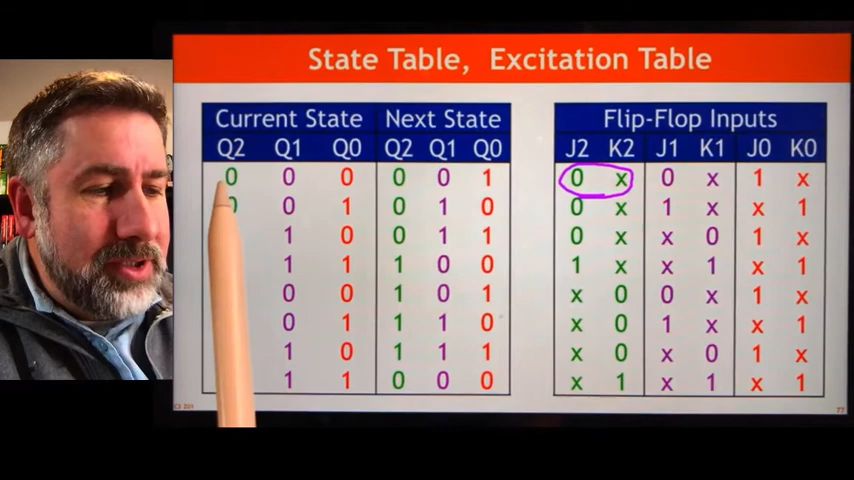 State Table, Excitation Table
Current State Next State Flip-Flop Inputs
Q2 Q1 Q0 Q2 Q1 Q0 J2 K2 J1 K1 J0 K0
0 0 0 0 0 1 0 x 0 x 1 x
0 0 1 0 1 0 0 x 1 x x 1
1 0 0 1 1 0 x x 0 1 x
1 1 1 0 0 1 x x 1 x 1
0 0 1 0 1 x 0 0 x 1 x
0 1 1 1 0 x 0 1 x x 1
1 0 1 1 1 x 0 x 0 1 x
1 1 0 0 0 x 1 x 1 x 1
CS 201
77